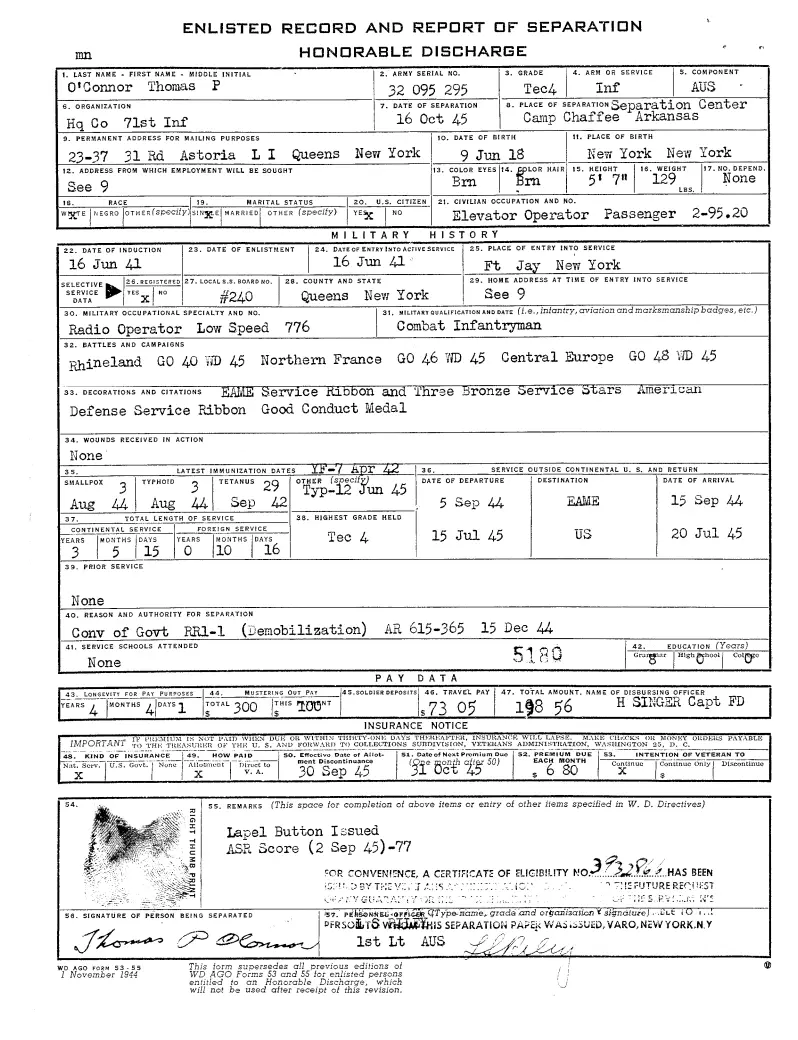 ENLISTED RECORD AND REPORT OF SEPARATION
mn HONORABLE DISCHARGE
1. LAST NAME - FIRST NAME - MIDDLE INITIAL 2. ARMY SERIAL NO. 3. GRADE 4. ARM OR SERVICE 5. COMPONENT
O'Connor Thomas P 32 095 295 Tec4 Inf AUS
6. ORGANIZATION 7. DATE OF SEPARATION 8. PLACE OF SEPARATION Separation Center
Hq Co 71st Inf 16 Oct 45 Camp Chaffee Arkansas
9. PERMANENT ADDRESS FOR MAILING PURPOSES 10. DATE OF BIRTH 11. PLACE OF BIRTH
23-37 31 Rd Astoria L I Queens New York 9 Jun 18 New York New York
12. ADDRESS FROM WHICH EMPLOYMENT WILL BE SOUGHT 13. COLOR EYES 14. COLOR HAIR 15. HEIGHT 16. WEIGHT 17. NO. DEPEND.
See 9 Brn Brn 5' 7" 129 LBS. None
18. RACE 19. MARITAL STATUS 20. U.S. CITIZEN 21. CIVILIAN OCCUPATION AND NO.
WHITE X NEGRO OTHER (specify) SINGLE X MARRIED OTHER (specify) YES X NO Elevator Operator Passenger 2-95.20
MILITARY HISTORY
22. DATE OF INDUCTION 23. DATE OF ENLISTMENT 24. DATE OF ENTRY INTO ACTIVE SERVICE 25. PLACE OF ENTRY INTO SERVICE
16 Jun 41 16 Jun 41 Ft Jay New York
SELECTIVE SERVICE DATA 26. REGISTERED YES X NO 27. LOCAL S.S. BOARD NO. 28. COUNTY AND STATE 29. HOME ADDRESS AT TIME OF ENTRY INTO SERVICE
#240 Queens New York See 9
30. MILITARY OCCUPATIONAL SPECIALTY AND NO. 31. MILITARY QUALIFICATION AND DATE (i.e., infantry, aviation and marksmanship badges, etc.)
Radio Operator Low Speed 776 Combat Infantryman
32. BATTLES AND CAMPAIGNS
Rhineland GO 40 WD 45 Northern France GO 46 WD 45 Central Europe GO 48 WD 45
33. DECORATIONS AND CITATIONS EAME Service Ribbon and Three Bronze Service Stars American
Defense Service Ribbon Good Conduct Medal
34. WOUNDS RECEIVED IN ACTION
None
35. LATEST IMMUNIZATION DATES YF-7 Apr 42 36. SERVICE OUTSIDE CONTINENTAL U. S. AND RETURN
SMALLPOX 3 TYPHOID 3 TETANUS 29 OTHER (specify) DATE OF DEPARTURE DESTINATION DATE OF ARRIVAL
Aug 44 Aug 44 Sep 42 Typ-12 Jun 45 5 Sep 44 EAME 15 Sep 44
37. TOTAL LENGTH OF SERVICE 38. HIGHEST GRADE HELD
CONTINENTAL SERVICE FOREIGN SERVICE Tec 4 15 Jul 45 US 20 Jul 45
YEARS MONTHS DAYS YEARS MONTHS DAYS
3 5 15 0 10 16
39. PRIOR SERVICE
None
40. REASON AND AUTHORITY FOR SEPARATION
Conv of Govt RR1-1 (Demobilization) AR 615-365 15 Dec 44
41. SERVICE SCHOOLS ATTENDED 5180 42. EDUCATION (Years)
None Grammar 8 High School 0 College 0
PAY DATA
43. LONGEVITY FOR PAY PURPOSES 44. MUSTERING OUT PAY 45. SOLDIER DEPOSITS 46. TRAVEL PAY 47. TOTAL AMOUNT, NAME OF DISBURSING OFFICER
YEARS 4 MONTHS 4 DAYS 1 TOTAL $ 300 THIS PAYMENT $ 100 $ 73 05 198 56 H SINGER Capt FD
INSURANCE NOTICE
IMPORTANT IF PREMIUM IS NOT PAID WHEN DUE OR WITHIN THIRTY-ONE DAYS THEREAFTER, INSURANCE WILL LAPSE. MAKE CHECKS OR MONEY ORDERS PAYABLE
TO THE TREASURER OF THE U. S. AND FORWARD TO COLLECTIONS SUBDIVISION, VETERANS ADMINISTRATION, WASHINGTON 25, D. C.
48. KIND OF INSURANCE 49. HOW PAID 50. Effective Date of Allotment Discontinuance 51. Date of Next Premium Due (One month after 50) 52. PREMIUM DUE EACH MONTH 53. INTENTION OF VETERAN TO
Nat. Serv. X U.S. Govt. None Allotment X Direct to V. A. 30 Sep 45 31 Oct 45 $ 6 80 Continue X Continue Only $ Discontinue
54. RIGHT THUMB PRINT 55. REMARKS (This space for completion of above items or entry of other items specified in W. D. Directives)
Lapel Button Issued
ASR Score (2 Sep 45)-77
FOR CONVENIENCE, A CERTIFICATE OF ELIGIBILITY NO. HAS BEEN
ISSUED BY THE FUTURE REQUEST
56. SIGNATURE OF PERSON BEING SEPARATED 57. PERSONNEL OFFICER (Type name, grade and organization - signature)
PERSON TO WHOM THIS SEPARATION PAPER WAS ISSUED, VARO, NEW YORK, N.Y
Thomas P O'Connor 1st Lt AUS
WD AGO FORM 53-55
1 November 1944
This form supersedes all previous editions of
WD AGO Forms 53 and 55 for enlisted persons
entitled to an Honorable Discharge, which
will not be used after receipt of this revision.